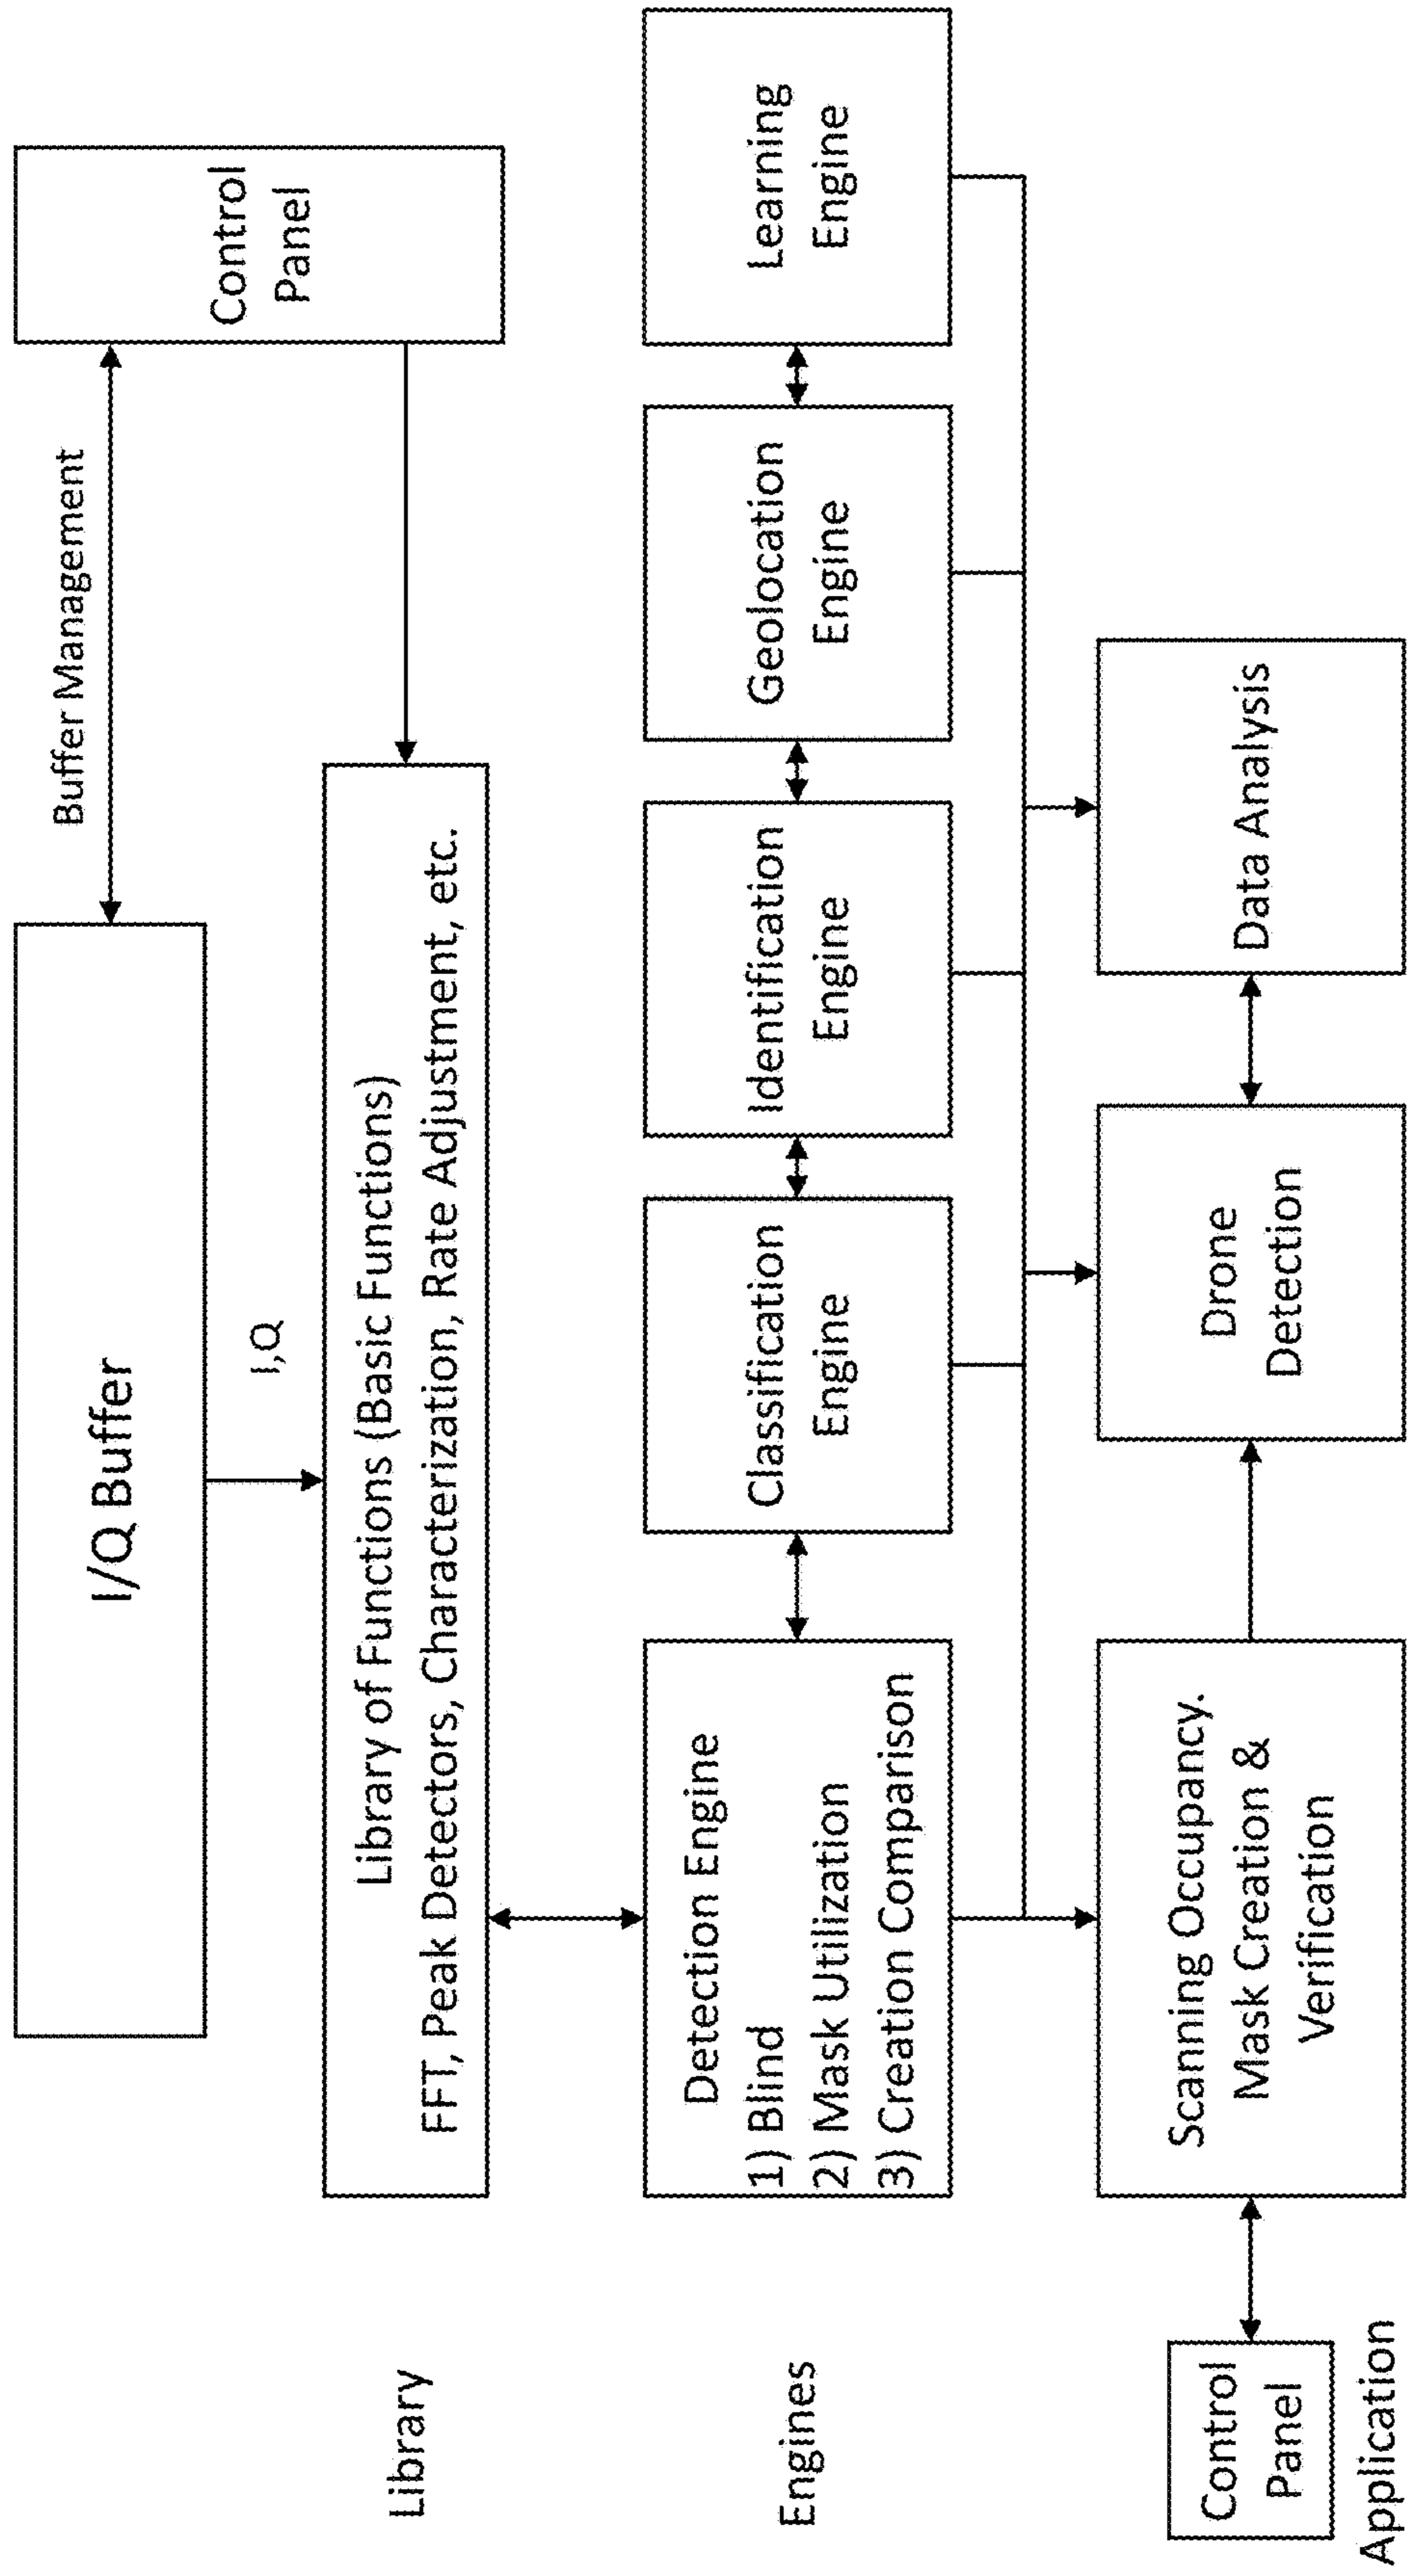 I/Q Buffer
Buffer Management
Control
Panel
I,Q
Library
Library of Functions (Basic Functions)
FFT, Peak Detectors, Characterization, Rate Adjustment, etc.
Engines
Detection Engine
1) Blind
2) Mask Utilization
3) Creation Comparison
Classification
Engine
Identification
Engine
Geolocation
Engine
Learning
Engine
Control
Panel
Application
Scanning Occupancy.
Mask Creation &
Verification
Drone
Detection
Data Analysis